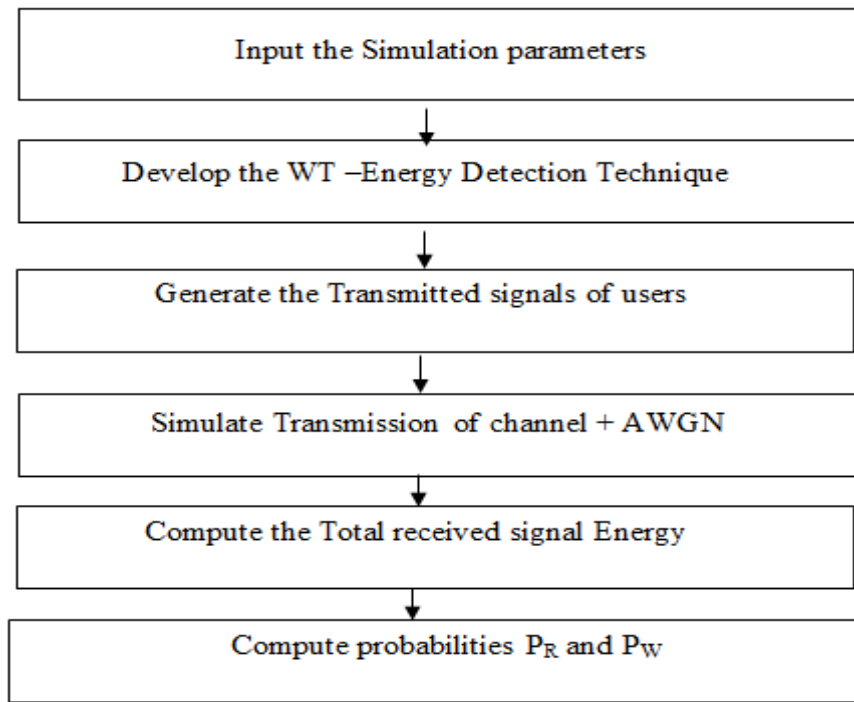 Input the Simulation parameters
Develop the WT –Energy Detection Technique
Generate the Transmitted signals of users
Simulate Transmission of channel + AWGN
Compute the Total received signal Energy
Compute probabilities PR and PW